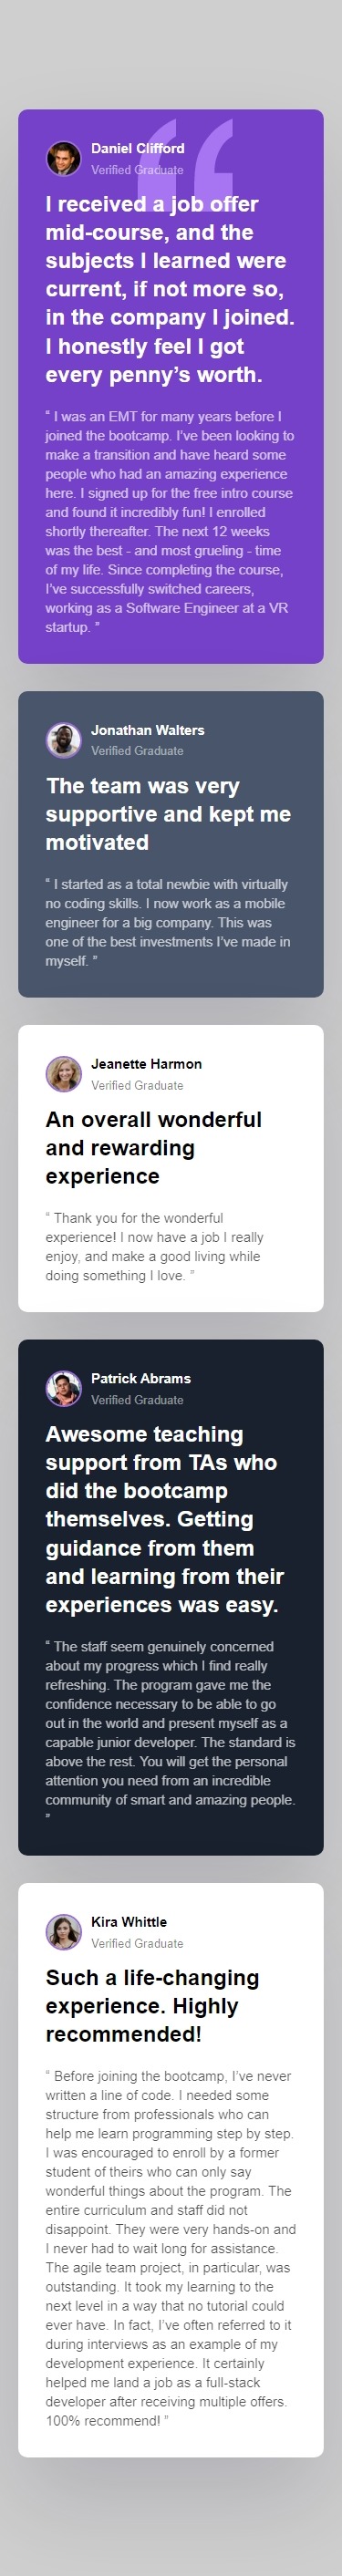 Daniel Clifford
Verified Graduate
I received a job offer
mid-course, and the
subjects I learned were
current, if not more so,
in the company I joined.
I honestly feel I got
every penny’s worth.
“ I was an EMT for many years before I
joined the bootcamp. I’ve been looking to
make a transition and have heard some
people who had an amazing experience
here. I signed up for the free intro course
and found it incredibly fun! I enrolled
shortly thereafter. The next 12 weeks
was the best - and most grueling - time
of my life. Since completing the course,
I’ve successfully switched careers,
working as a Software Engineer at a VR
startup. ”
Jonathan Walters
Verified Graduate
The team was very
supportive and kept me
motivated
“ I started as a total newbie with virtually
no coding skills. I now work as a mobile
engineer for a big company. This was
one of the best investments I’ve made in
myself. ”
Jeanette Harmon
Verified Graduate
An overall wonderful
and rewarding
experience
“ Thank you for the wonderful
experience! I now have a job I really
enjoy, and make a good living while
doing something I love. ”
Patrick Abrams
Verified Graduate
Awesome teaching
support from TAs who
did the bootcamp
themselves. Getting
guidance from them
and learning from their
experiences was easy.
“ The staff seem genuinely concerned
about my progress which I find really
refreshing. The program gave me the
confidence necessary to be able to go
out in the world and present myself as a
capable junior developer. The standard is
above the rest. You will get the personal
attention you need from an incredible
community of smart and amazing people.
”
Kira Whittle
Verified Graduate
Such a life-changing
experience. Highly
recommended!
“ Before joining the bootcamp, I’ve never
written a line of code. I needed some
structure from professionals who can
help me learn programming step by step.
I was encouraged to enroll by a former
student of theirs who can only say
wonderful things about the program. The
entire curriculum and staff did not
disappoint. They were very hands-on and
I never had to wait long for assistance.
The agile team project, in particular, was
outstanding. It took my learning to the
next level in a way that no tutorial could
ever have. In fact, I’ve often referred to it
during interviews as an example of my
development experience. It certainly
helped me land a job as a full-stack
developer after receiving multiple offers.
100% recommend! ”